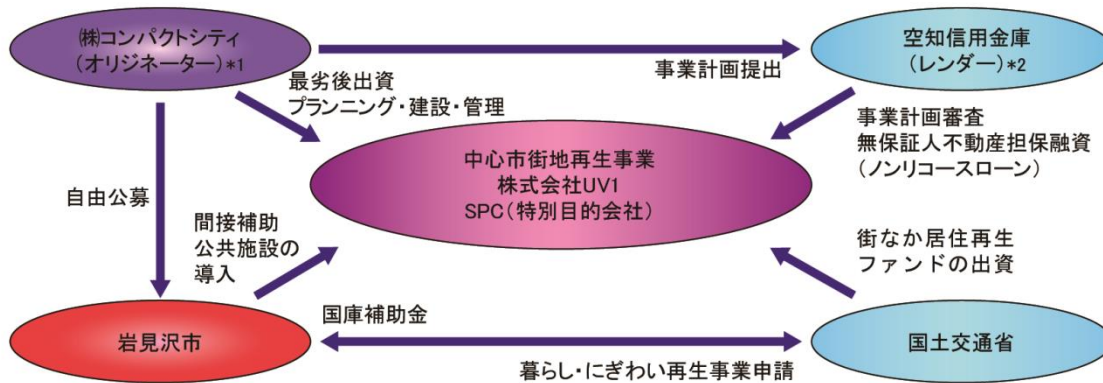 ㈱コンパクトシティ
(オリジネーター)*1
空知信用金庫
(レンダー)*2
事業計画提出
最劣後出資
プランニング・建設・管理
事業計画審査
無保証人不動産担保融資
(ノンリコースローン)
中心市街地再生事業
株式会社UV1
SPC(特別目的会社)
自由公募
間接補助
公共施設の
導入
街なか居住再生
ファンドの出資
国庫補助金
岩見沢市
国土交通省
暮らし・にぎわい再生事業申請